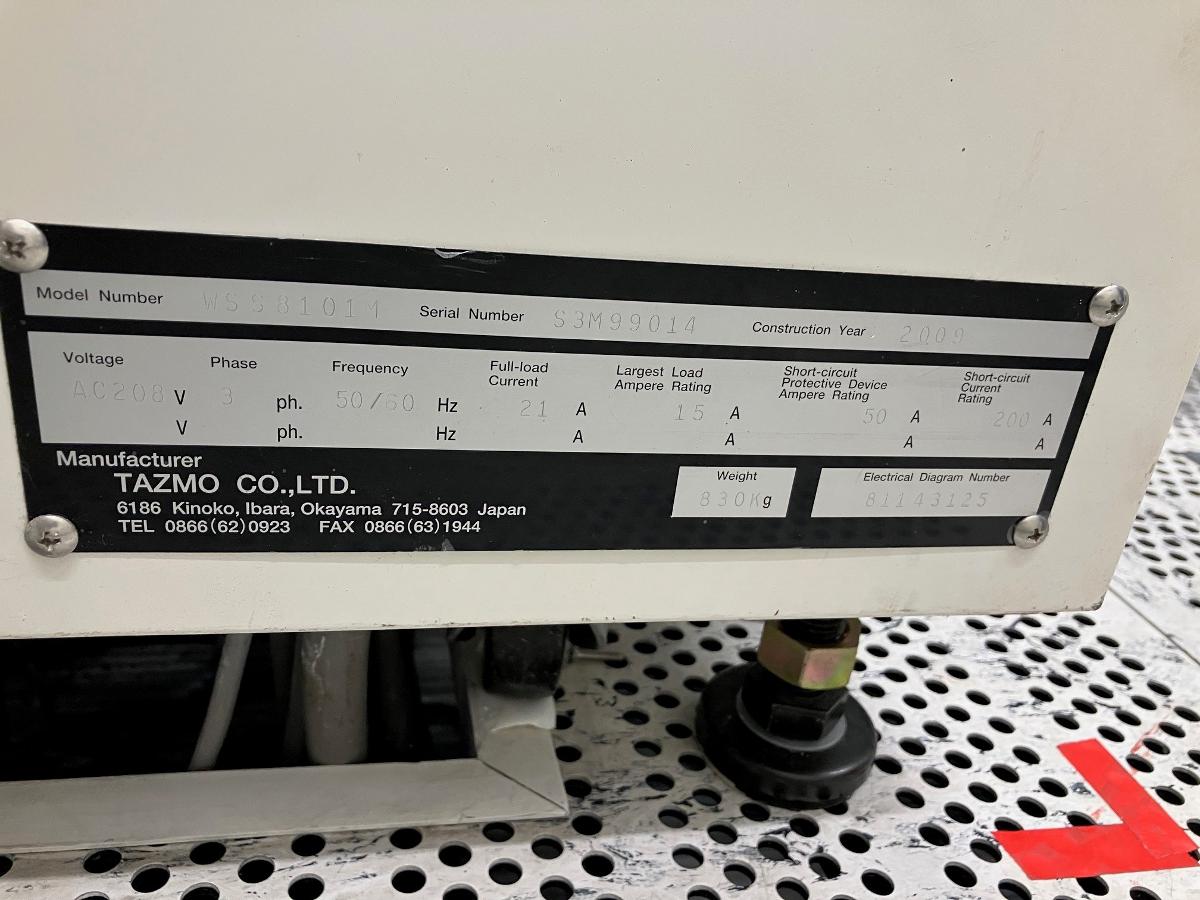 Model Number WSS8101M Serial Number S3M99014 Construction Year 2009
Voltage Phase Frequency Full-load Current Largest Load Ampere Rating Short-circuit Protective Device Ampere Rating Short-circuit Current Rating
AC208 V 3 ph. 50/60 Hz 21 A 15 A 50 A 200 A
V ph. Hz A A A A
Manufacturer
TAZMO CO.,LTD.
6186 Kinoko, Ibara, Okayama 715-8603 Japan
TEL 0866(62)0923 FAX 0866(63)1944
Weight
830Kg
Electrical Diagram Number
81143125